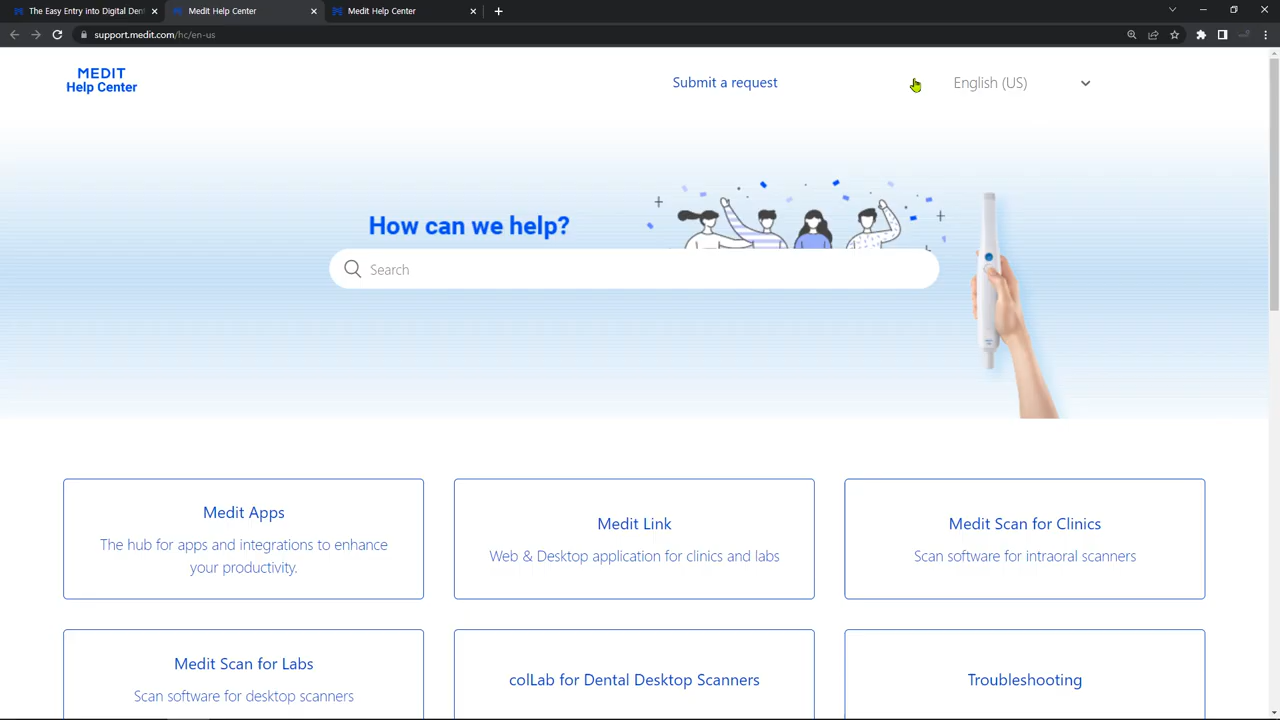 The Easy Entry into Digital Dent
Medit Help Center
Medit Help Center
support.medit.com/hc/en-us
MEDIT
Help Center
Submit a request
English (US)
How can we help?
Search
Medit Apps
The hub for apps and integrations to enhance
your productivity.
Medit Link
Web & Desktop application for clinics and labs
Medit Scan for Clinics
Scan software for intraoral scanners
Medit Scan for Labs
Scan software for desktop scanners
colLab for Dental Desktop Scanners
Troubleshooting